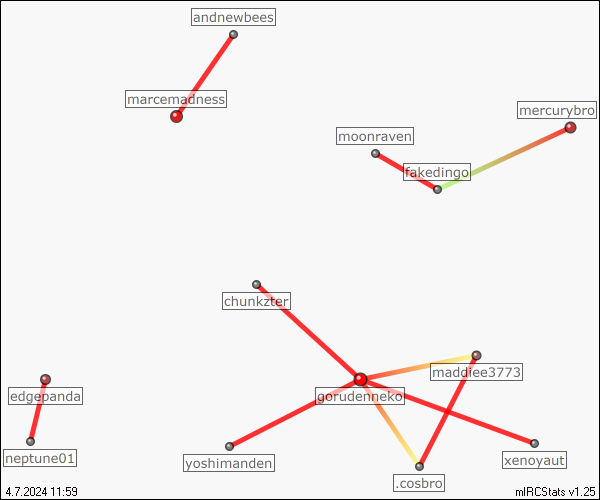 andnewbees
marcemadness
mercurybro
moonraven
fakedingo
chunkzter
maddiee3773
edgepanda
gorudenneko
neptune01
yoshimanden
xenoyaut
.cosbro
4.7.2024 11:59
mIRCStats v1.25